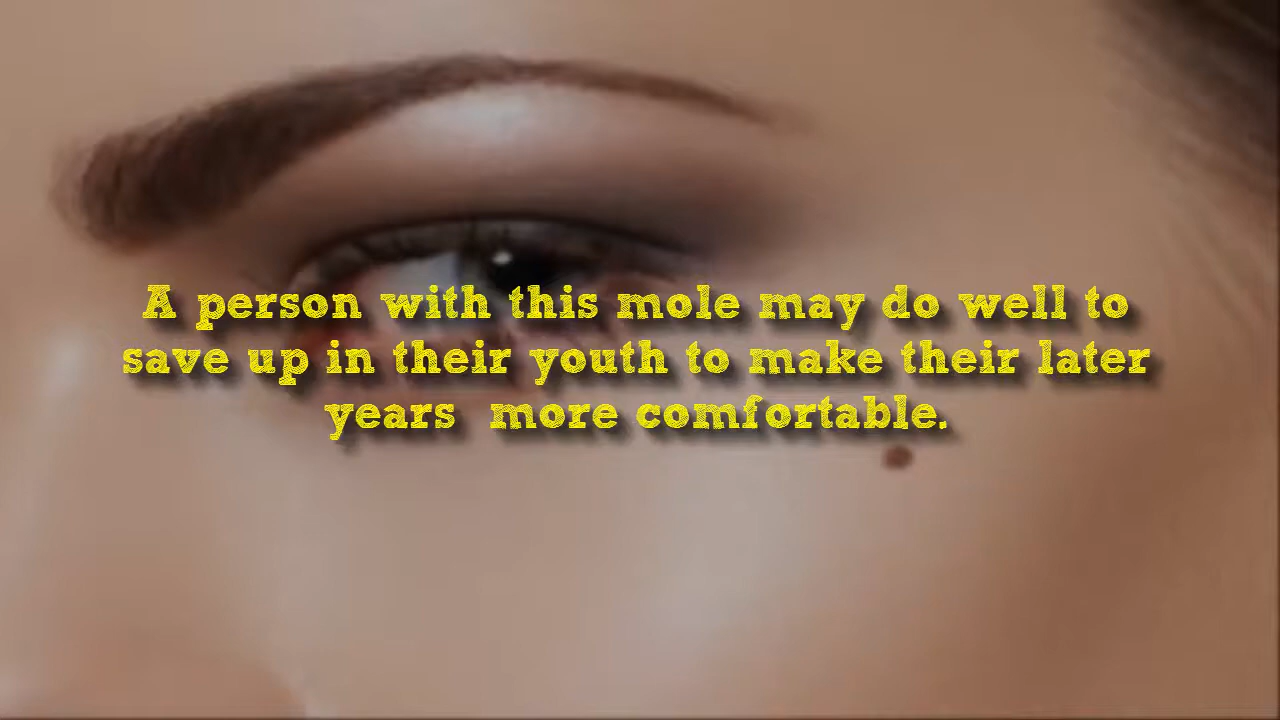 A person with this mole may do well to
save up in their youth to make their later
years  more comfortable.